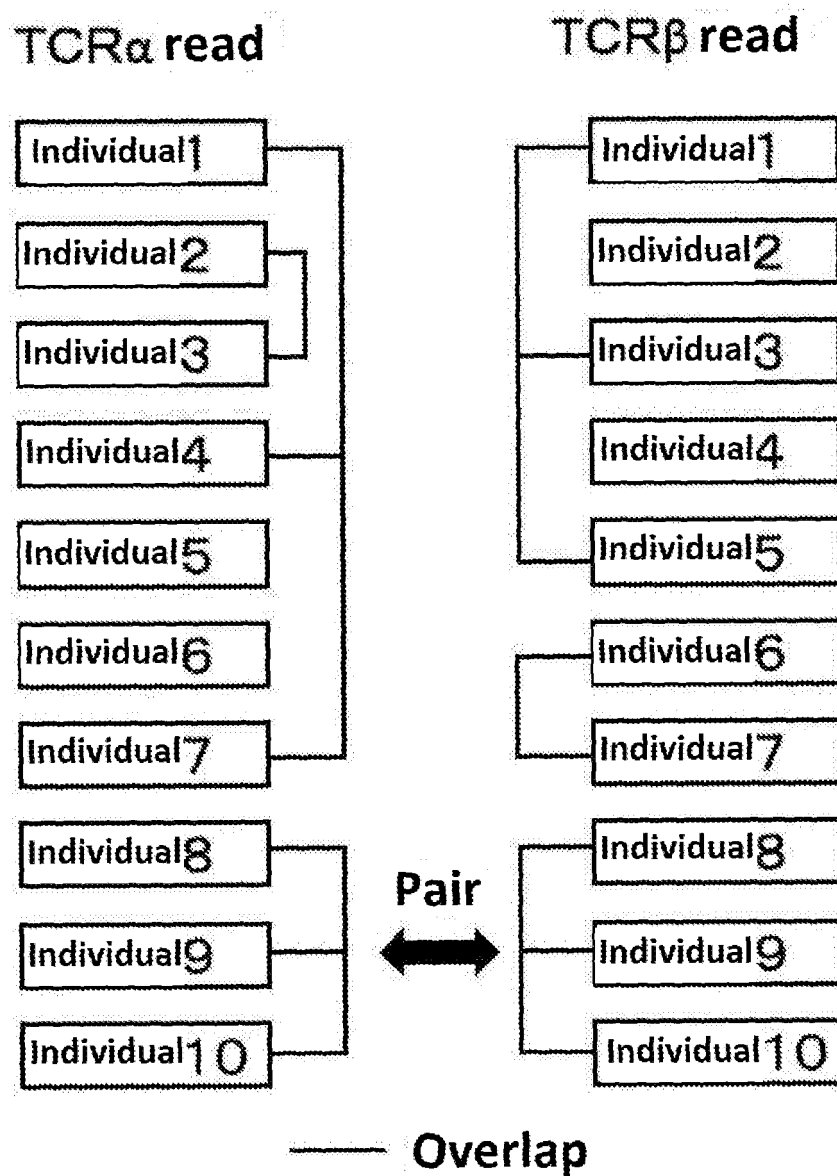 TCRα read
TCRβ read
Individual1
Individual2
Individual3
Individual4
Individual5
Individual6
Individual7
Individual8
Individual9
Individual10
Individual1
Individual2
Individual3
Individual4
Individual5
Individual6
Individual7
Individual8
Individual9
Individual10
Pair
Overlap